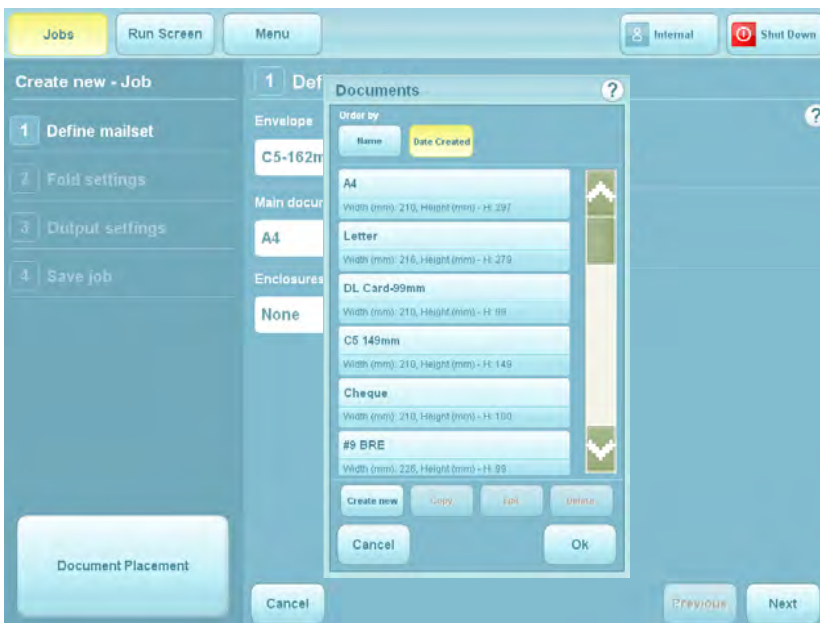 Jobs
Run Screen
Menu
Internal
Shut Down
Create new - Job
1 Define mailset
2 Fold settings
3 Output settings
4 Save job
Document Placement
1 Def
?
Envelope
C5-162m
Main docur
A4
Enclosures
None
Documents
?
Order by
Name
Date Created
A4
Width (mm): 210, Height (mm) - H: 297
Letter
Width (mm): 216, Height (mm) - H: 279
DL Card-99mm
Width (mm): 210, Height (mm) - H: 99
C5 149mm
Width (mm): 210, Height (mm) - H: 149
Cheque
Width (mm): 210, Height (mm) - H: 100
#9 BRE
Width (mm): 226, Height (mm) - H: 99
Create new
Copy
Edit
Delete
Cancel
Ok
Cancel
Previous
Next